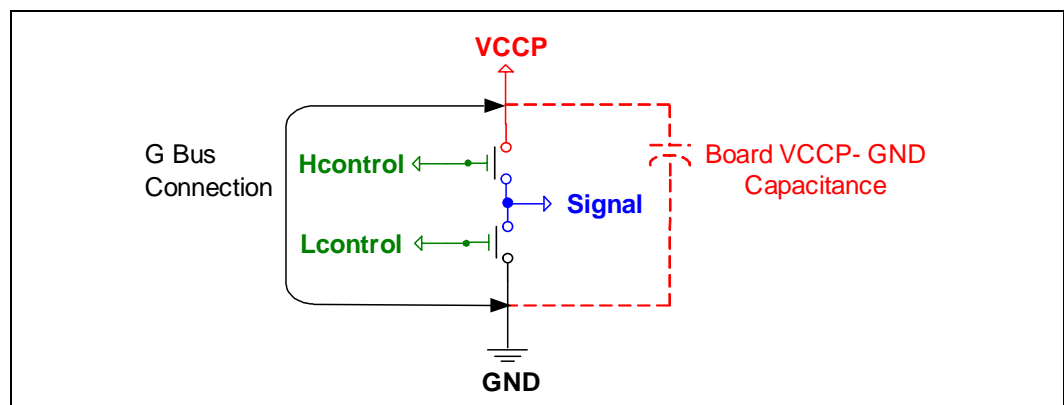 VCCP
G Bus
Connection
Hcontrol
Board VCCP- GND
Capacitance
Signal
Lcontrol
GND